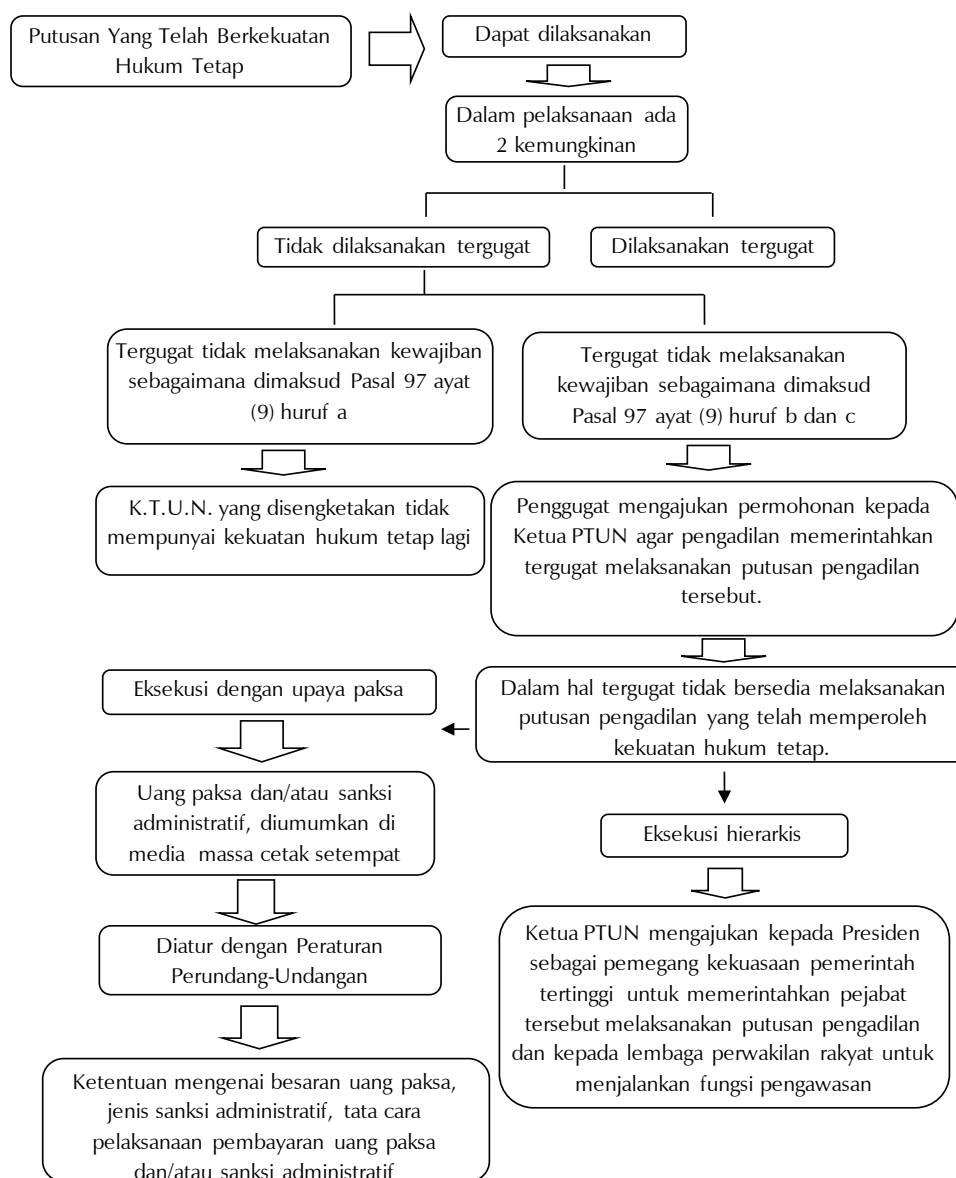 Putusan Yang Telah Berkekuatan
Hukum Tetap
Dapat dilaksanakan
Dalam pelaksanaan ada
2 kemungkinan
Tidak dilaksanakan tergugat
Dilaksanakan tergugat
Tergugat tidak melaksanakan kewajiban
sebagaimana dimaksud Pasal 97 ayat
(9) huruf a
Tergugat tidak melaksanakan
kewajiban sebagaimana dimaksud
Pasal 97 ayat (9) huruf b dan c
K.T.U.N. yang disengketakan tidak
mempunyai kekuatan hukum tetap lagi
Penggugat mengajukan permohonan kepada
Ketua PTUN agar pengadilan memerintahkan
tergugat melaksanakan putusan pengadilan
tersebut.
Eksekusi dengan upaya paksa
Dalam hal tergugat tidak bersedia melaksanakan
putusan pengadilan yang telah memperoleh
kekuatan hukum tetap.
Uang paksa dan/atau sanksi
administratif, diumumkan di
media massa cetak setempat
Eksekusi hierarkis
Diatur dengan Peraturan
Perundang-Undangan
Ketua PTUN mengajukan kepada Presiden
sebagai pemegang kekuasaan pemerintah
tertinggi untuk memerintahkan pejabat
tersebut melaksanakan putusan pengadilan
dan kepada lembaga perwakilan rakyat untuk
menjalankan fungsi pengawasan
Ketentuan mengenai besaran uang paksa,
jenis sanksi administratif, tata cara
pelaksanaan pembayaran uang paksa
dan/atau sanksi administratif